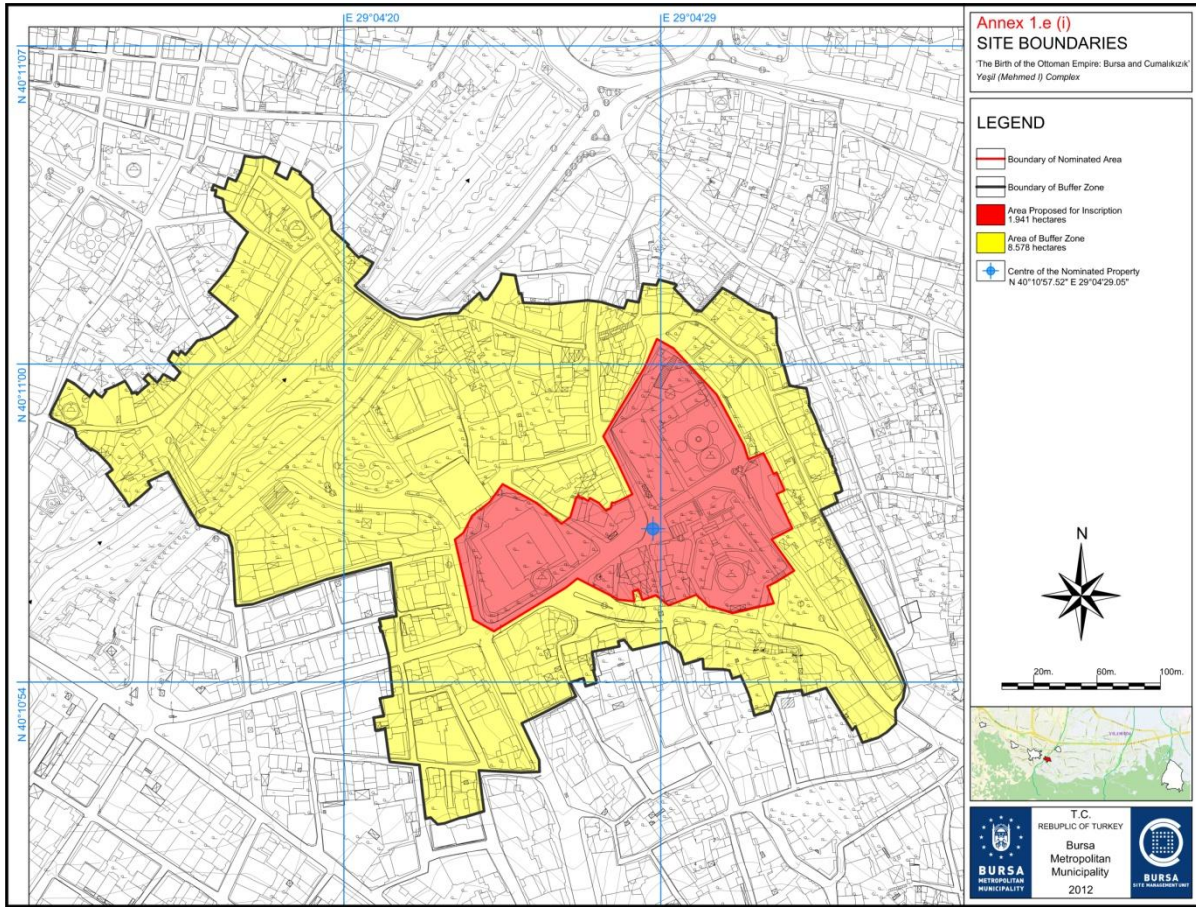 E 29°04'20
E 29°04'29
N 40°11'07
N 40°11'00
N 40°10'54
Annex 1.e (i)
SITE BOUNDARIES
'The Birth of the Ottoman Empire: Bursa and Cumalıkızık'
Yeşil (Mehmed I) Complex
LEGEND
Boundary of Nominated Area
Boundary of Buffer Zone
Area Proposed for Inscription
1.941 hectares
Area of Buffer Zone
8.578 hectares
Centre of the Nominated Property
N 40°10'57.52" E 29°04'29.05"
N
20m. 60m. 100m.
BURSA
METROPOLITAN
MUNICIPALITY
T.C.
REBUPLIC OF TURKEY
Bursa
Metropolitan
Municipality
2012
BURSA
SITE MANAGEMENT UNIT